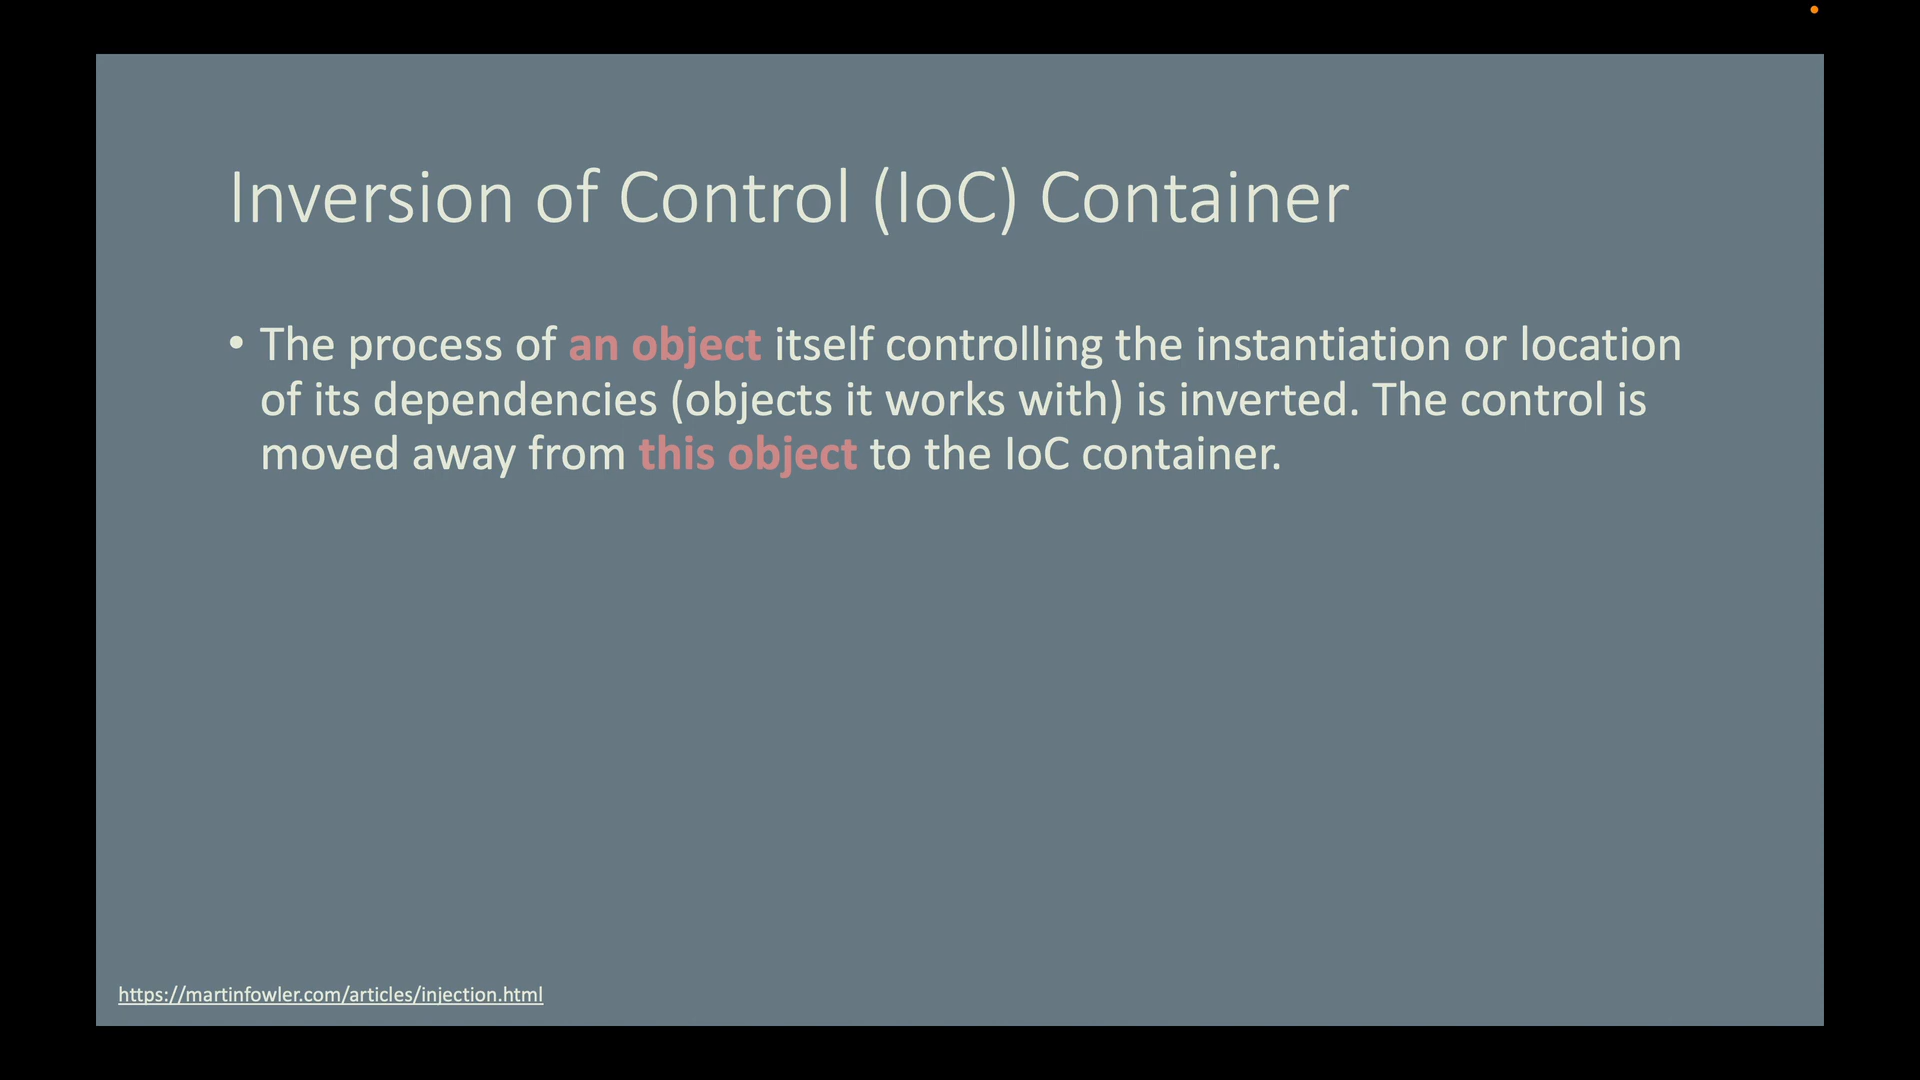 Inversion of Control (IoC) Container
• The process of an object itself controlling the instantiation or location
of its dependencies (objects it works with) is inverted. The control is
moved away from this object to the IoC container.
https://martinfowler.com/articles/injection.html